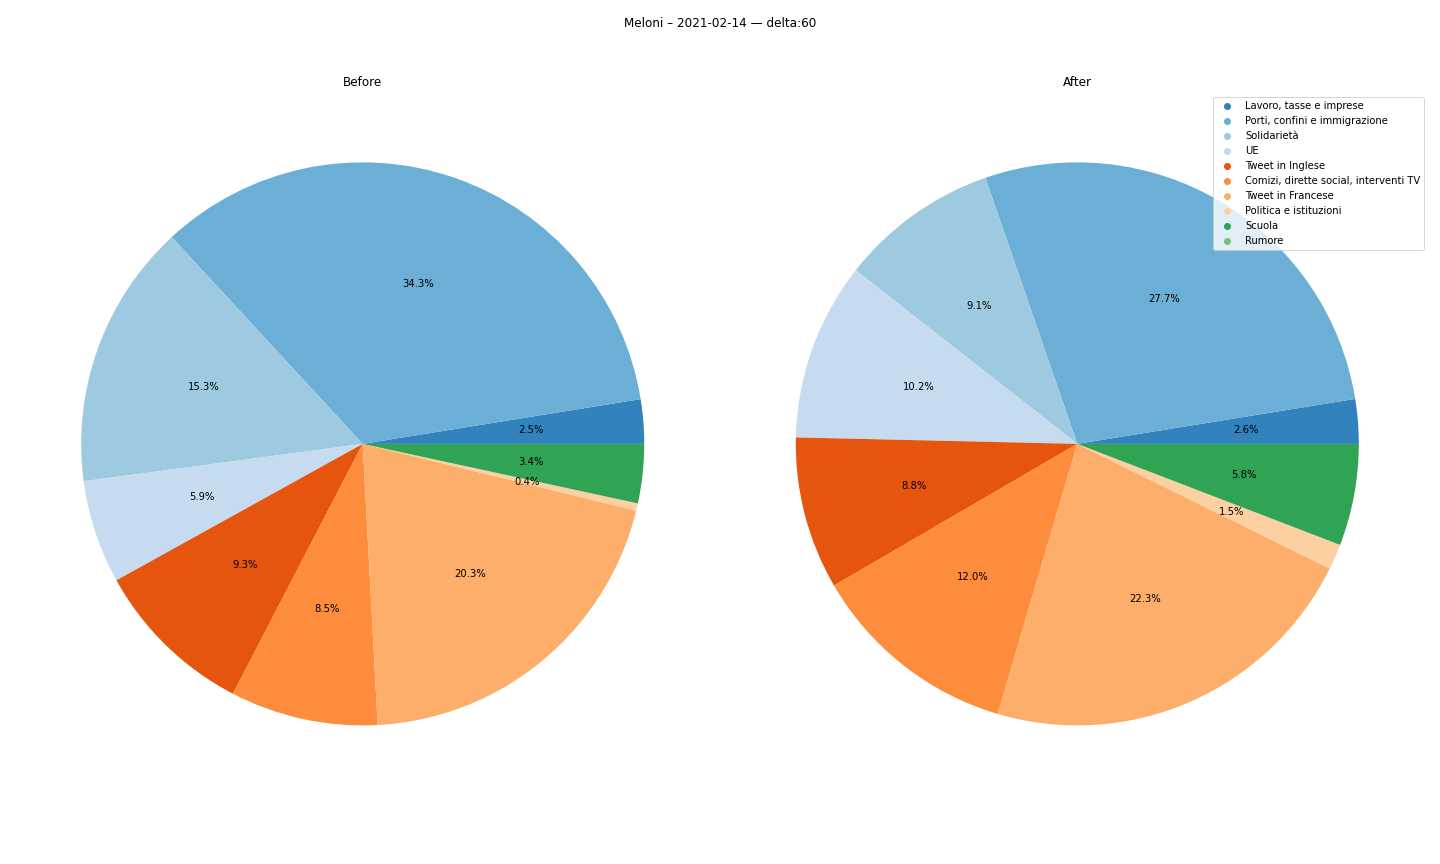 Meloni – 2021-02-14 — delta:60
Before
34.3%
15.3%
2.5%
3.4%
0.4%
5.9%
9.3%
20.3%
8.5%
After
Lavoro, tasse e imprese
Porti, confini e immigrazione
Solidarietà
UE
Tweet in Inglese
Comizi, dirette social, interventi TV
Tweet in Francese
Politica e istituzioni
Scuola
Rumore
27.7%
9.1%
10.2%
2.6%
5.8%
8.8%
1.5%
12.0%
22.3%